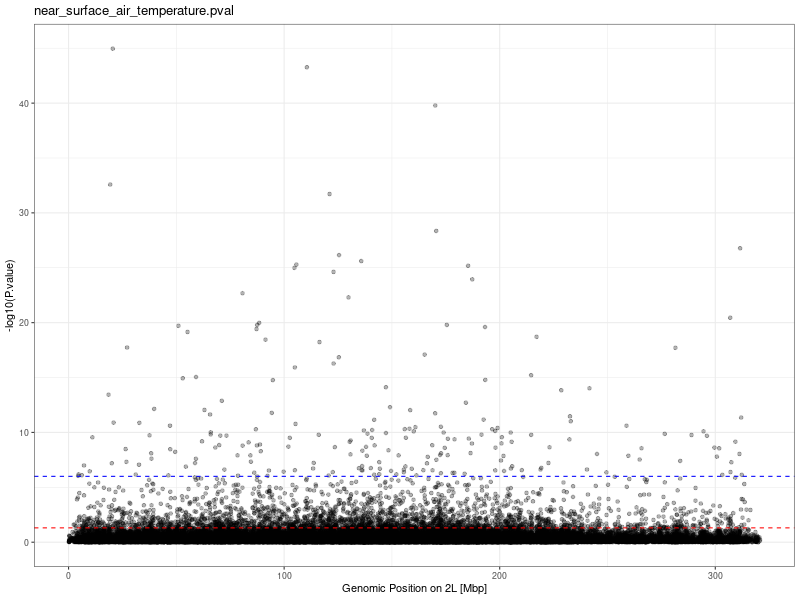 near_surface_air_temperature.pval
-log10(P.value)
40
30
20
10
0
0 100 200 300
Genomic Position on 2L [Mbp]